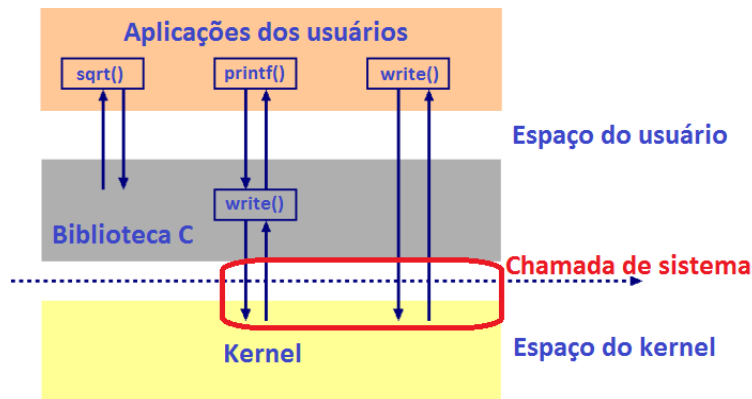 Aplicações dos usuários
sqrt()
printf()
write()
Espaço do usuário
write()
Biblioteca C
Chamada de sistema
Kernel
Espaço do kernel